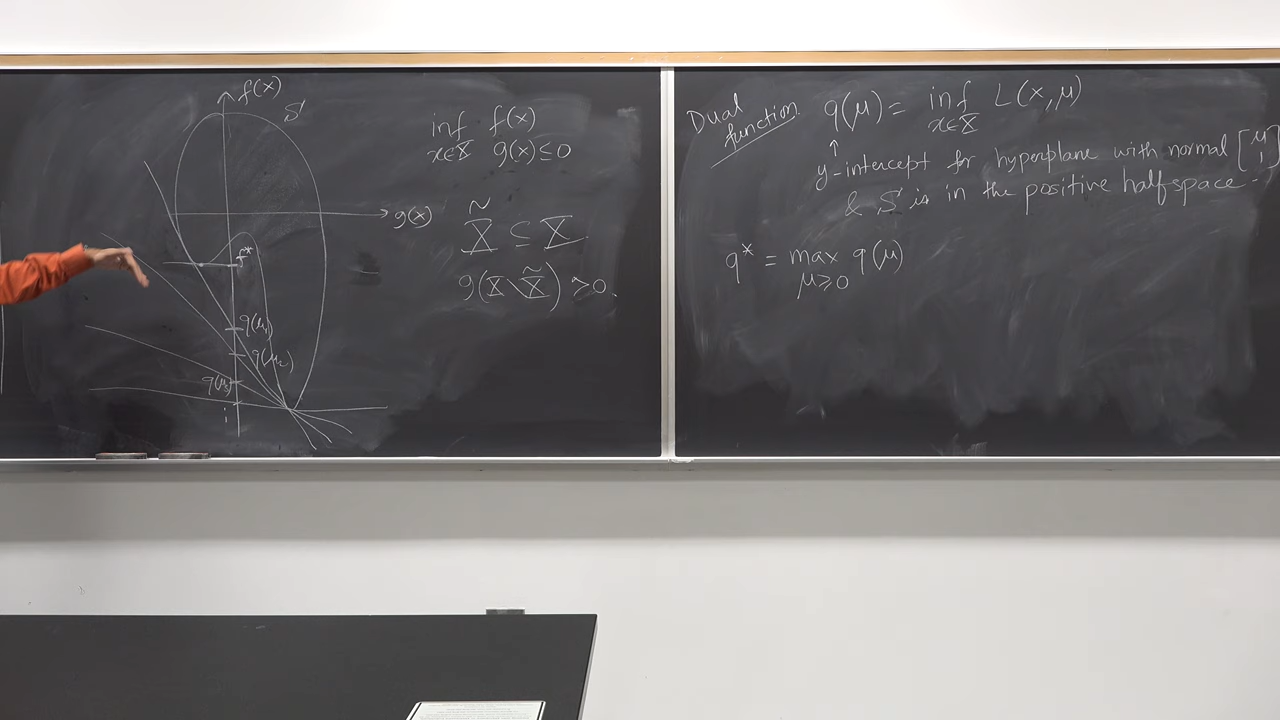 f(x)
S
g(x)
f*
q(μ₁)
q(μ₂)
q(μ₃)
inf f(x)
x∈X g(x)≤0
X̃ ⊆ X
g(X\X̃) >0.
Dual function. q(μ) = inf L(x,μ)
x∈X
↑
y-intercept for hyperplane with normal [μ 1]
& S is in the positive halfspace.
q* = max q(μ)
μ≥0